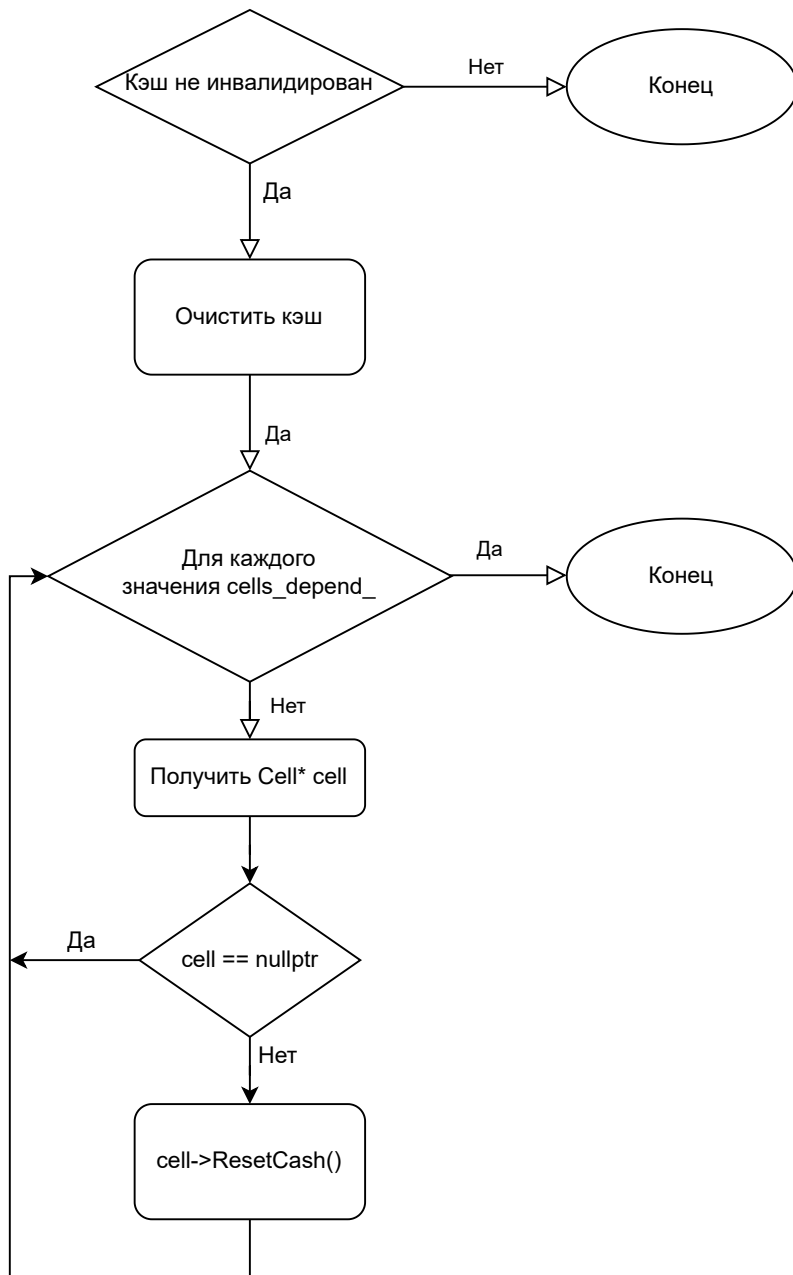 Кэш не инвалидирован
Нет
Конец
Да
Очистить кэш
Да
Для каждого
значения cells_depend_
Да
Конец
Нет
Получить Cell* cell
Да
cell == nullptr
Нет
cell->ResetCash()